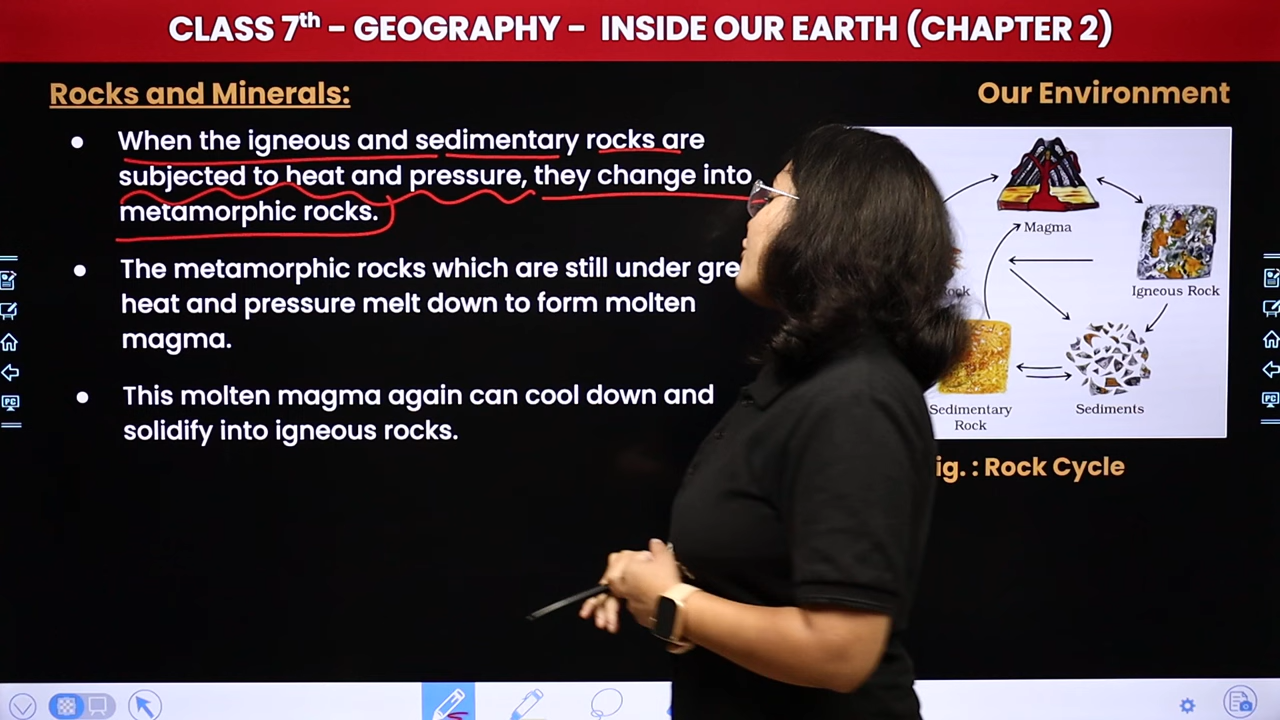 CLASS 7th - GEOGRAPHY - INSIDE OUR EARTH (CHAPTER 2)
Rocks and Minerals:
Our Environment
● When the igneous and sedimentary rocks are
subjected to heat and pressure, they change into
metamorphic rocks.
● The metamorphic rocks which are still under
heat and pressure melt down to form molten
magma.
● This molten magma again can cool down and
solidify into igneous rocks.
Magma
Igneous Rock
Sedimentary
Rock
Sediments
ig. : Rock Cycle
PC
PC